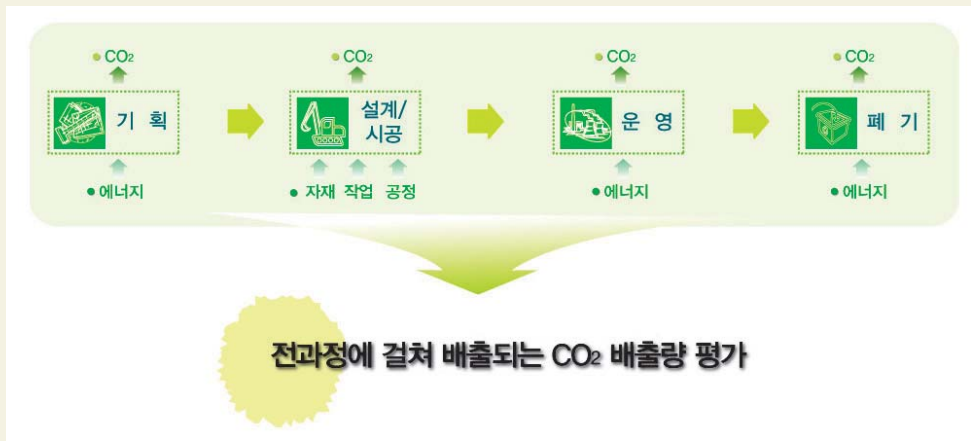 CO₂ CO₂ CO₂ CO₂
기 획 설계/ 운 영 폐 기
시공
• 에너지 • 자재 작업 공정 • 에너지 • 에너지
전과정에 걸쳐 배출되는 CO₂ 배출량 평가